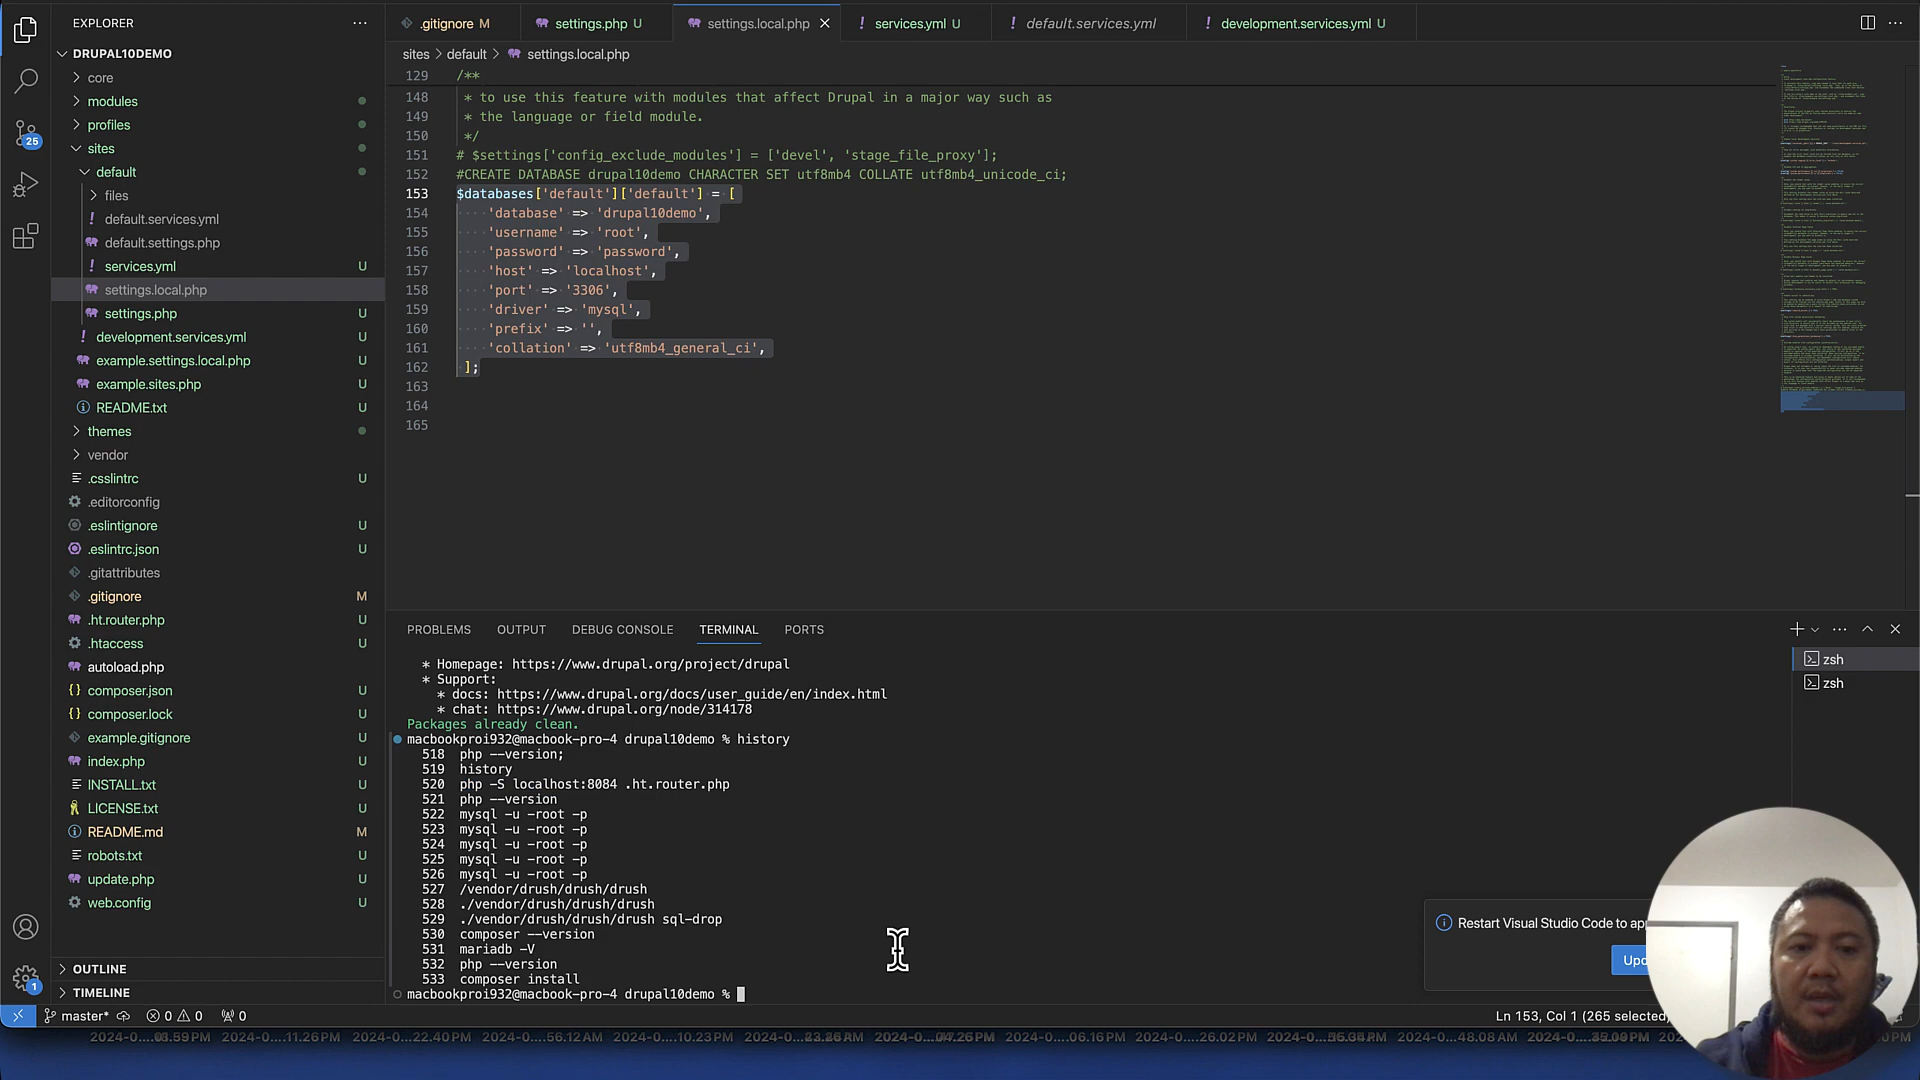 EXPLORER
DRUPAL10DEMO
core
modules
profiles
sites
default
files
default.services.yml
default.settings.php
services.yml U
settings.local.php
settings.php U
development.services.yml U
example.settings.local.php U
example.sites.php U
README.txt U
themes
vendor
.csslintrc U
.editorconfig
.eslintignore U
.eslintrc.json U
.gitattributes
.gitignore M
.ht.router.php U
.htaccess U
autoload.php
composer.json U
composer.lock U
example.gitignore U
index.php U
INSTALL.txt U
LICENSE.txt U
README.md M
robots.txt U
update.php U
web.config U
OUTLINE
TIMELINE
25
1
.gitignore M
settings.php U
settings.local.php
services.yml U
default.services.yml
development.services.yml U
sites > default > settings.local.php
129 /**
148 * to use this feature with modules that affect Drupal in a major way such as
149 * the language or field module.
150 */
151 # $settings['config_exclude_modules'] = ['devel', 'stage_file_proxy'];
152 #CREATE DATABASE drupal10demo CHARACTER SET utf8mb4 COLLATE utf8mb4_unicode_ci;
153 $databases['default']['default'] = [
154 'database' => 'drupal10demo',
155 'username' => 'root',
156 'password' => 'password',
157 'host' => 'localhost',
158 'port' => '3306',
159 'driver' => 'mysql',
160 'prefix' => '',
161 'collation' => 'utf8mb4_general_ci',
162 ];
163
164
165
PROBLEMS OUTPUT DEBUG CONSOLE TERMINAL PORTS
* Homepage: https://www.drupal.org/project/drupal
* Support:
* docs: https://www.drupal.org/docs/user_guide/en/index.html
* chat: https://www.drupal.org/node/314178
Packages already clean.
macbookproi932@macbook-pro-4 drupal10demo % history
518 php --version;
519 history
520 php -S localhost:8084 .ht.router.php
521 php --version
522 mysql -u -root -p
523 mysql -u -root -p
524 mysql -u -root -p
525 mysql -u -root -p
526 mysql -u -root -p
527 /vendor/drush/drush/drush
528 ./vendor/drush/drush/drush
529 ./vendor/drush/drush/drush sql-drop
530 composer --version
531 mariadb -V
532 php --version
533 composer install
macbookproi932@macbook-pro-4 drupal10demo %
zsh
zsh
Restart Visual Studio Code to
master* 0 0 0
Ln 153, Col 1 (265 selected)